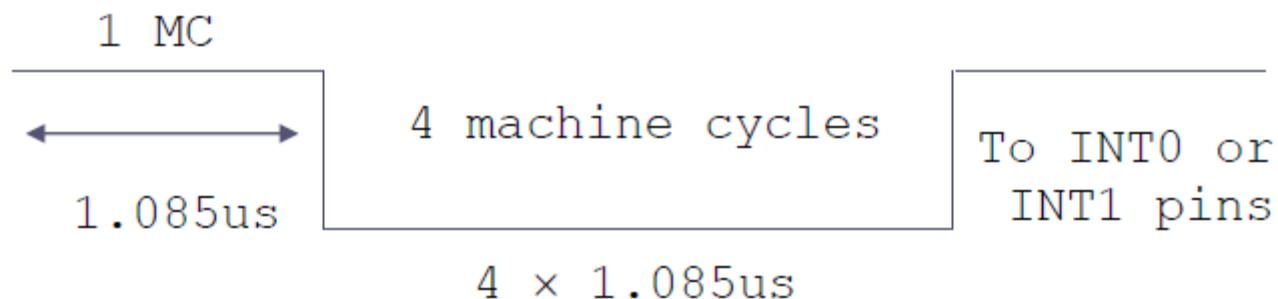 1 MC
4 machine cycles
To INT0 or
INT1 pins
1.085us
4 × 1.085us